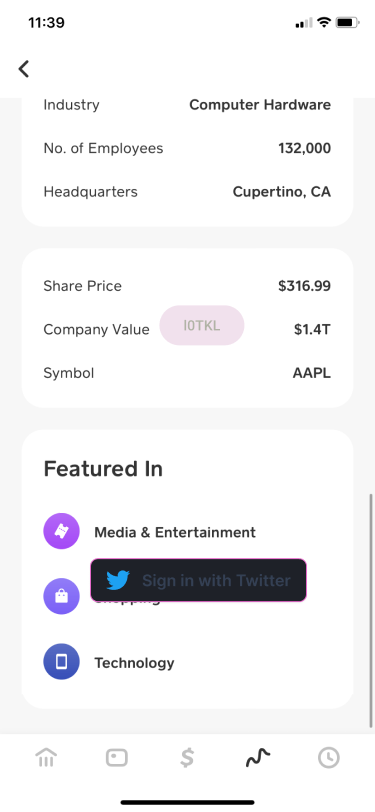 11:39
Industry Computer Hardware
No. of Employees 132,000
Headquarters Cupertino, CA
Share Price $316.99
Company Value I0TKL $1.4T
Symbol AAPL
Featured In
Media & Entertainment
Sign in with Twitter
Shopping
Technology